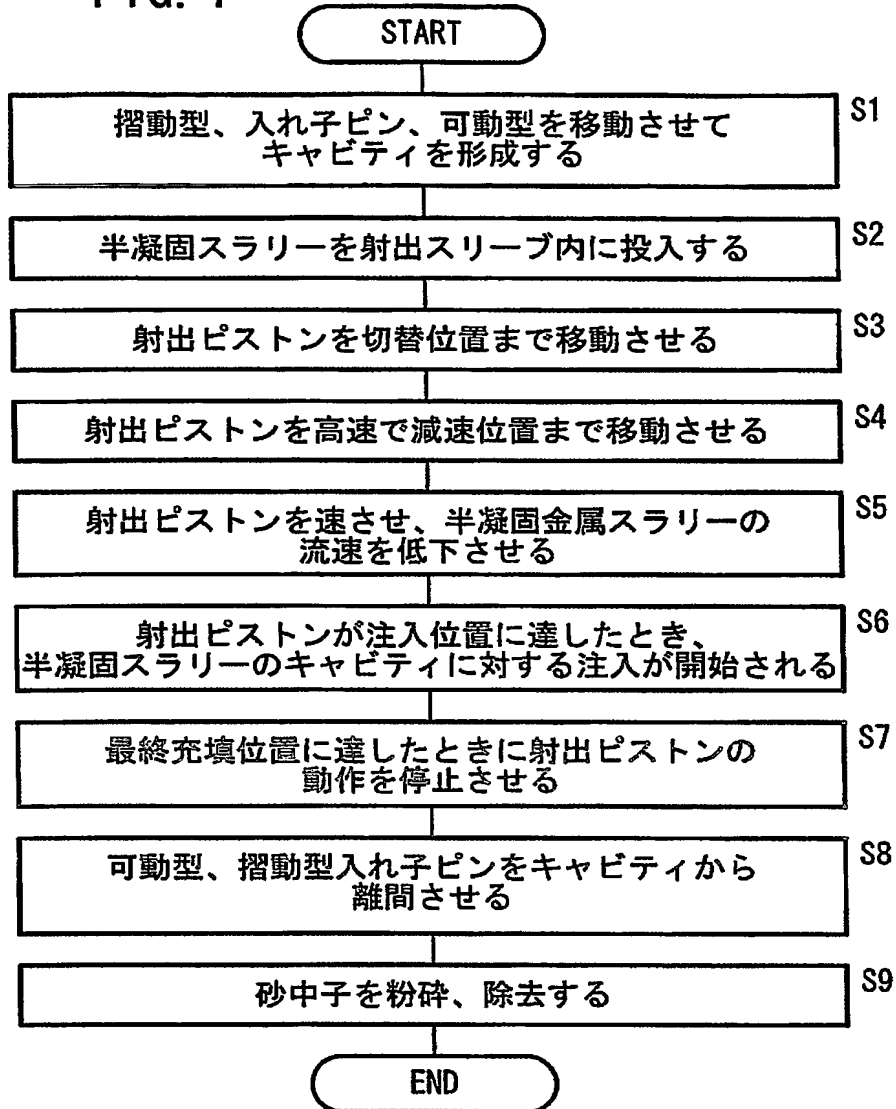 START
摺動型、入れ子ピン、可動型を移動させて
キャビティを形成する
S1
半凝固スラリーを射出スリーブ内に投入する
S2
射出ピストンを切替位置まで移動させる
S3
射出ピストンを高速で減速位置まで移動させる
S4
射出ピストンを速させ、半凝固金属スラリーの
流速を低下させる
S5
射出ピストンが注入位置に達したとき、
半凝固スラリーのキャビティに対する注入が開始される
S6
最終充填位置に達したときに射出ピストンの
動作を停止させる
S7
可動型、摺動型入れ子ピンをキャビティから
離間させる
S8
砂中子を粉砕、除去する
S9
END